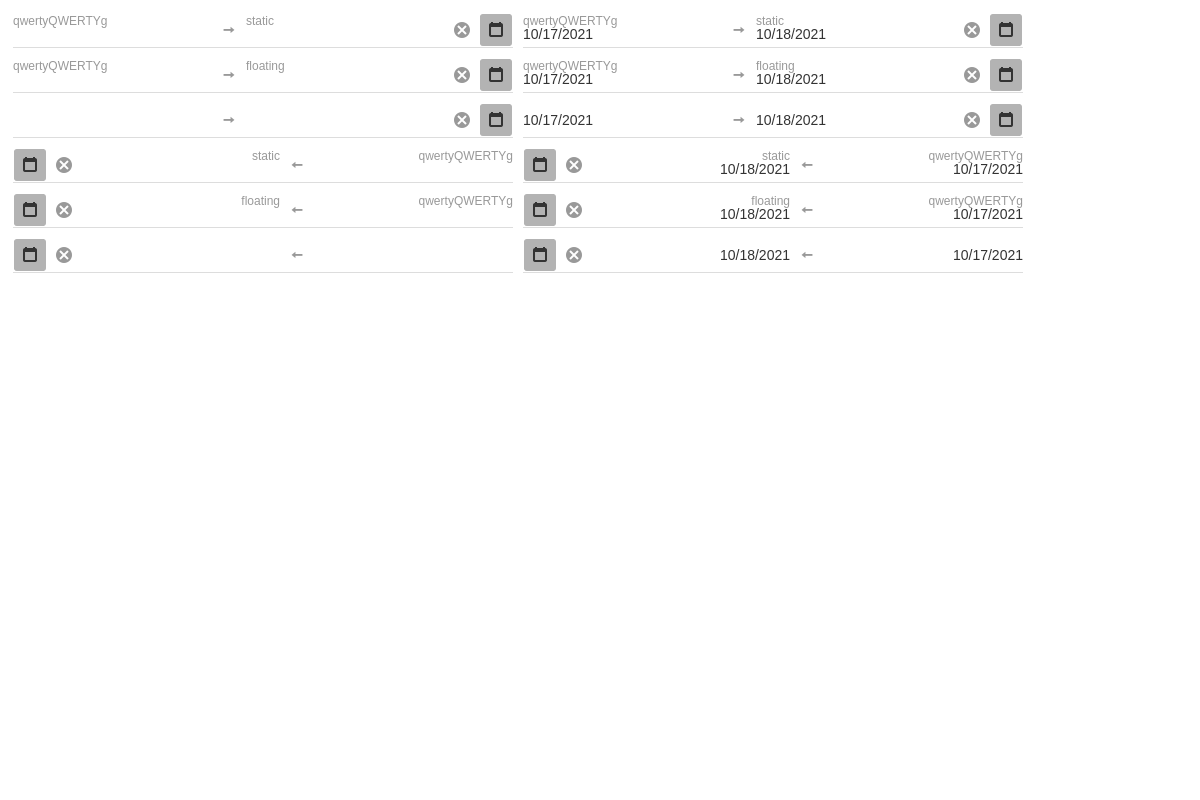 qwertyQWERTYg static qwertyQWERTYg static
10/17/2021 10/18/2021
qwertyQWERTYg floating qwertyQWERTYg floating
10/17/2021 10/18/2021
10/17/2021 10/18/2021
static qwertyQWERTYg static qwertyQWERTYg
10/18/2021 10/17/2021
floating qwertyQWERTYg floating qwertyQWERTYg
10/18/2021 10/17/2021
10/18/2021 10/17/2021